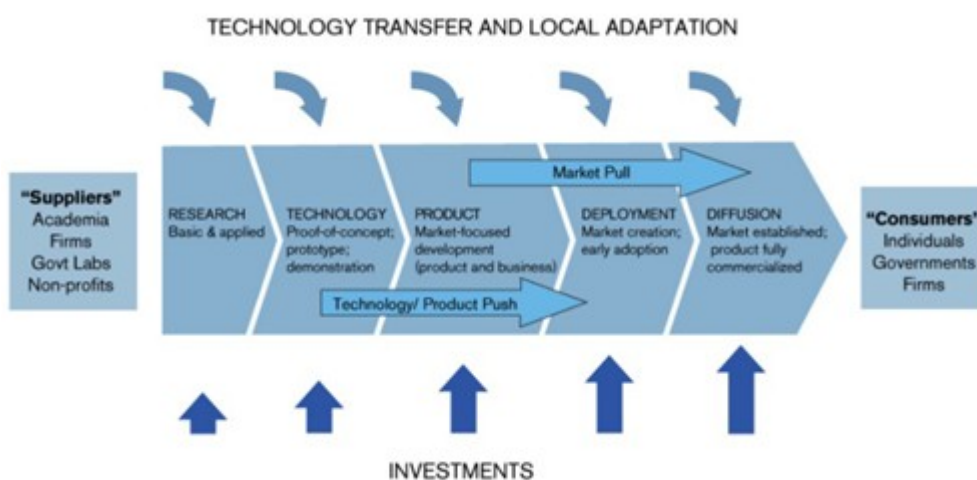 TECHNOLOGY TRANSFER AND LOCAL ADAPTATION
"Suppliers"
Academia
Firms
Govt Labs
Non-profits
RESEARCH
Basic & applied
TECHNOLOGY
Proof-of-concept;
prototype;
demonstration
PRODUCT
Market-focused
development
(product and business)
DEPLOYMENT
Market creation;
early adoption
DIFFUSION
Market established;
product fully
commercialized
Market Pull
Technology/ Product Push
"Consumers"
Individuals
Governments
Firms
INVESTMENTS